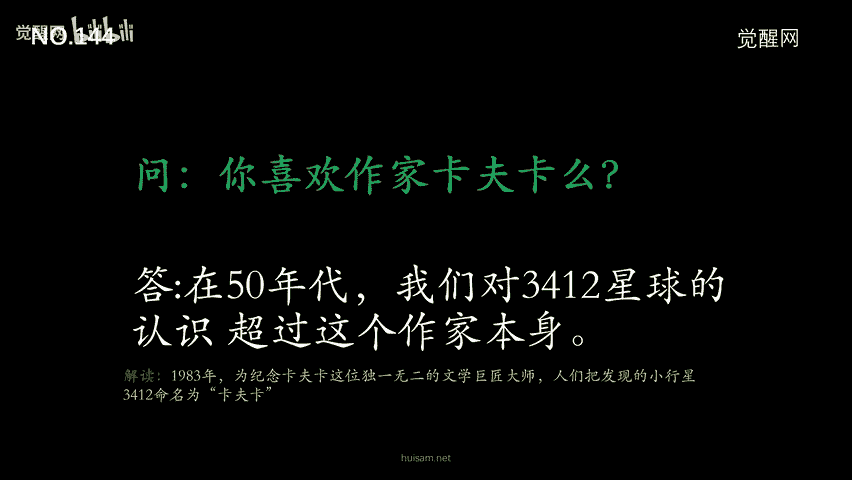 觉醒网 bilibili
NO.144
觉醒网
问：你喜欢作家卡夫卡么？
答:在50年代，我们对3412星球的
认识 超过这个作家本身。
解读：1983年，为纪念卡夫卡这位独一无二的文学巨匠大师，人们把发现的小行星
3412命名为“卡夫卡”
huisam.net